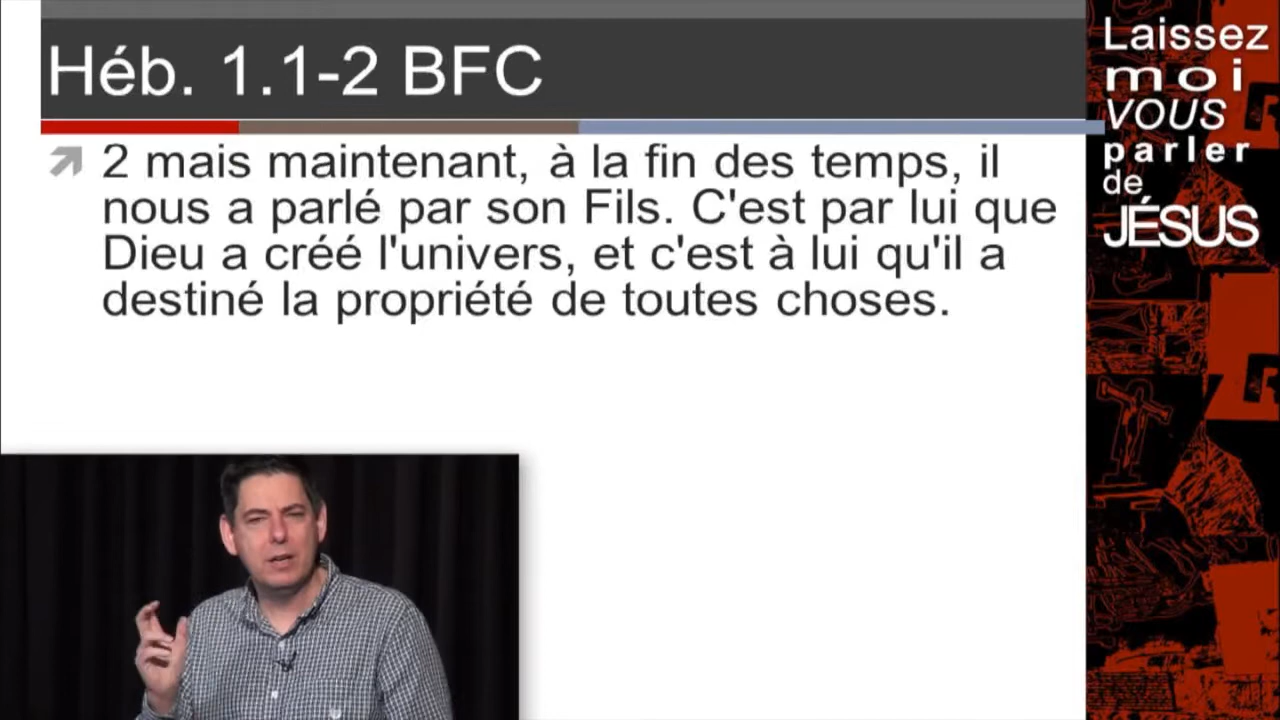 Héb. 1.1-2 BFC
2 mais maintenant, à la fin des temps, il
nous a parlé par son Fils. C'est par lui que
Dieu a créé l'univers, et c'est à lui qu'il a
destiné la propriété de toutes choses.
Laissez
moi
VOUS
parler
de
JÉSUS